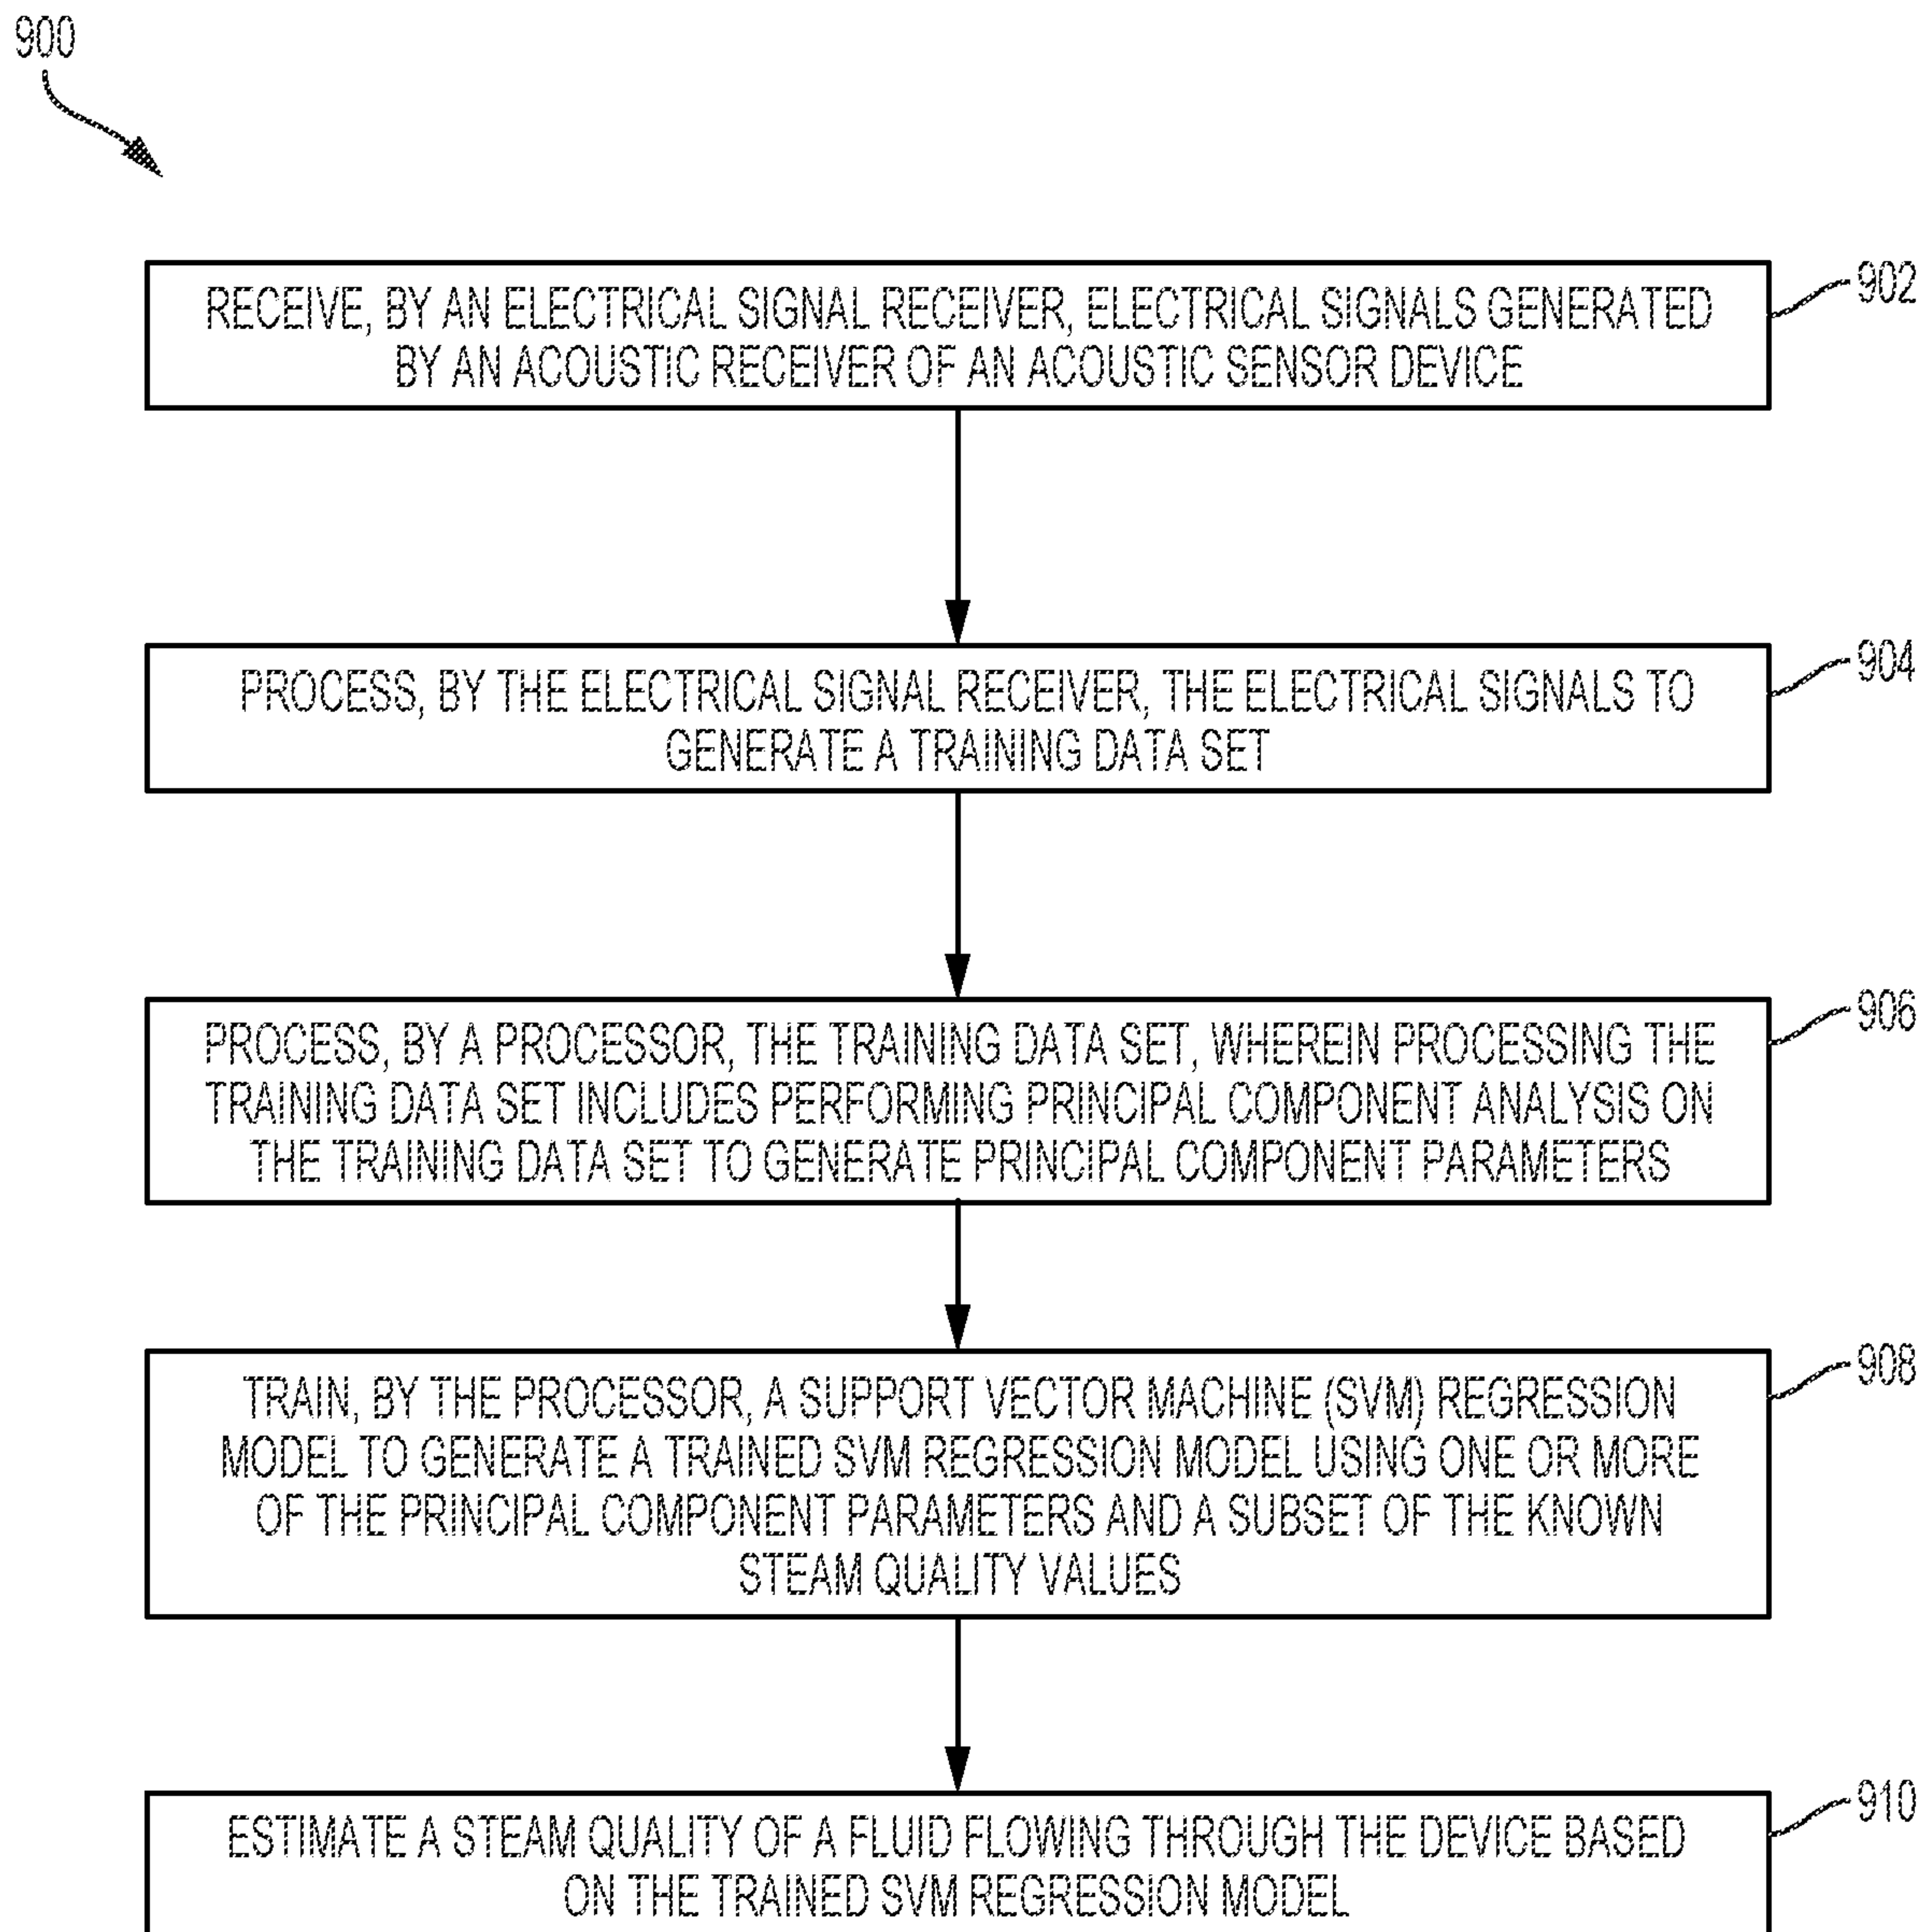 900
RECEIVE, BY AN ELECTRICAL SIGNAL RECEIVER, ELECTRICAL SIGNALS GENERATED
BY AN ACOUSTIC RECEIVER OF AN ACOUSTIC SENSOR DEVICE
902
PROCESS, BY THE ELECTRICAL SIGNAL RECEIVER, THE ELECTRICAL SIGNALS TO
GENERATE A TRAINING DATA SET
904
PROCESS, BY A PROCESSOR, THE TRAINING DATA SET, WHEREIN PROCESSING THE
TRAINING DATA SET INCLUDES PERFORMING PRINCIPAL COMPONENT ANALYSIS ON
THE TRAINING DATA SET TO GENERATE PRINCIPAL COMPONENT PARAMETERS
906
TRAIN, BY THE PROCESSOR, A SUPPORT VECTOR MACHINE (SVM) REGRESSION
MODEL TO GENERATE A TRAINED SVM REGRESSION MODEL USING ONE OR MORE
OF THE PRINCIPAL COMPONENT PARAMETERS AND A SUBSET OF THE KNOWN
STEAM QUALITY VALUES
908
ESTIMATE A STEAM QUALITY OF A FLUID FLOWING THROUGH THE DEVICE BASED
ON THE TRAINED SVM REGRESSION MODEL
910